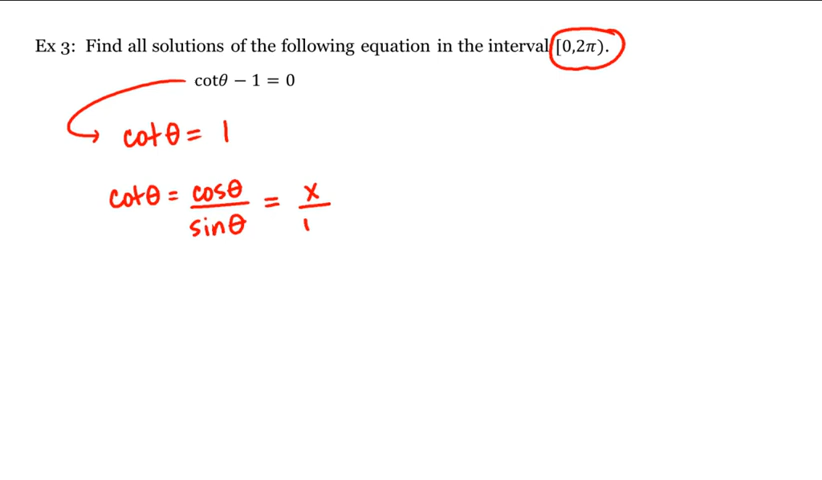 Ex 3: Find all solutions of the following equation in the interval [0,2π).
cotθ − 1 = 0
cotθ = 1
cotθ = cosθ/sinθ = x/